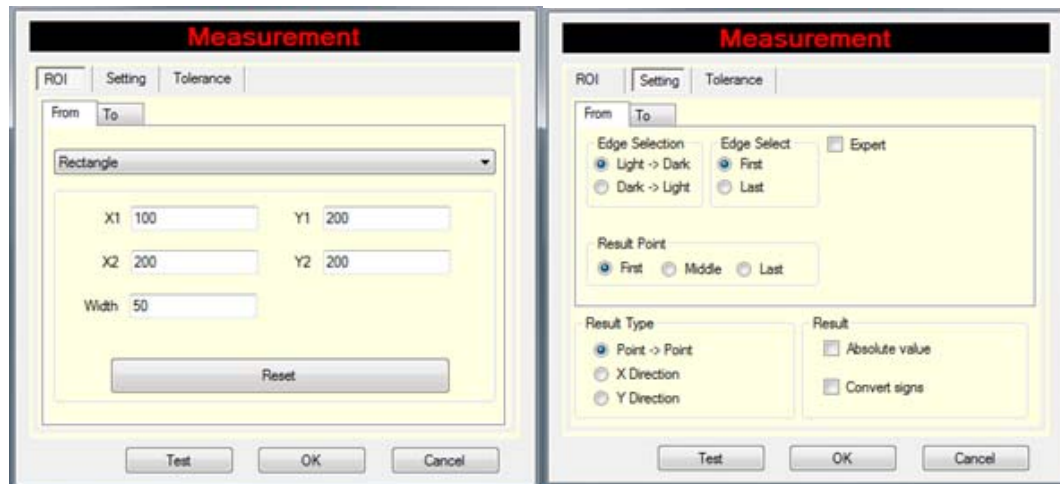 Measurement
ROI Setting Tolerance
From To
Rectangle
X1 100 Y1 200
X2 200 Y2 200
Width 50
Reset
Test OK Cancel
Measurement
ROI Setting Tolerance
From To
Edge Selection Edge Select Expert
Light -> Dark First
Dark -> Light Last
Result Point
First Middle Last
Result Type Result
Point -> Point Absolute value
X Direction
Convert signs
Y Direction
Test OK Cancel